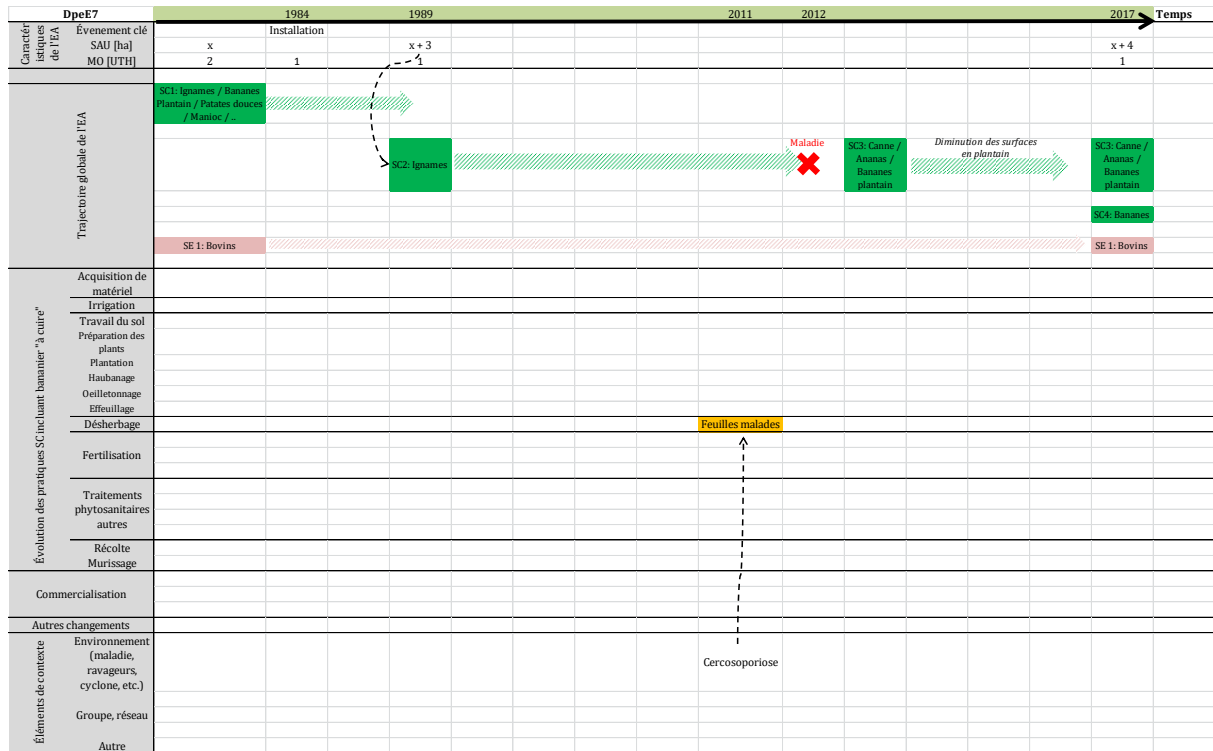 DpeE7 1984 1989 2011 2012 2017 Temps
Caractér
istiques
de l'EA
Évenement clé Installation
SAU [ha] x x + 3 x + 4
MO [UTH] 2 1 1 1
Trajectoire globale de l'EA
SC1: Ignames / Bananes
Plantain / Patates douces
/ Manioc / ..
SC2: Ignames
Maladie
SC3: Canne /
Ananas /
Bananes
plantain
Diminution des surfaces
en plantain
SC3: Canne /
Ananas /
Bananes
plantain
SC4: Bananes
SE 1: Bovins SE 1: Bovins
Évolution des pratiques SC incluant bananier "à cuire"
Acquisition de
matériel
Irrigation
Travail du sol
Préparation des
plants
Plantation
Haubanage
Oeilletonnage
Effeuillage
Désherbage Feuilles malades
Fertilisation
Traitements
phytosanitaires
autres
Récolte
Murissage
Commercialisation
Autres changements
Éléments de contexte
Environnement
(maladie,
ravageurs,
cyclone, etc.)
Cercosoporiose
Groupe, réseau
Autre